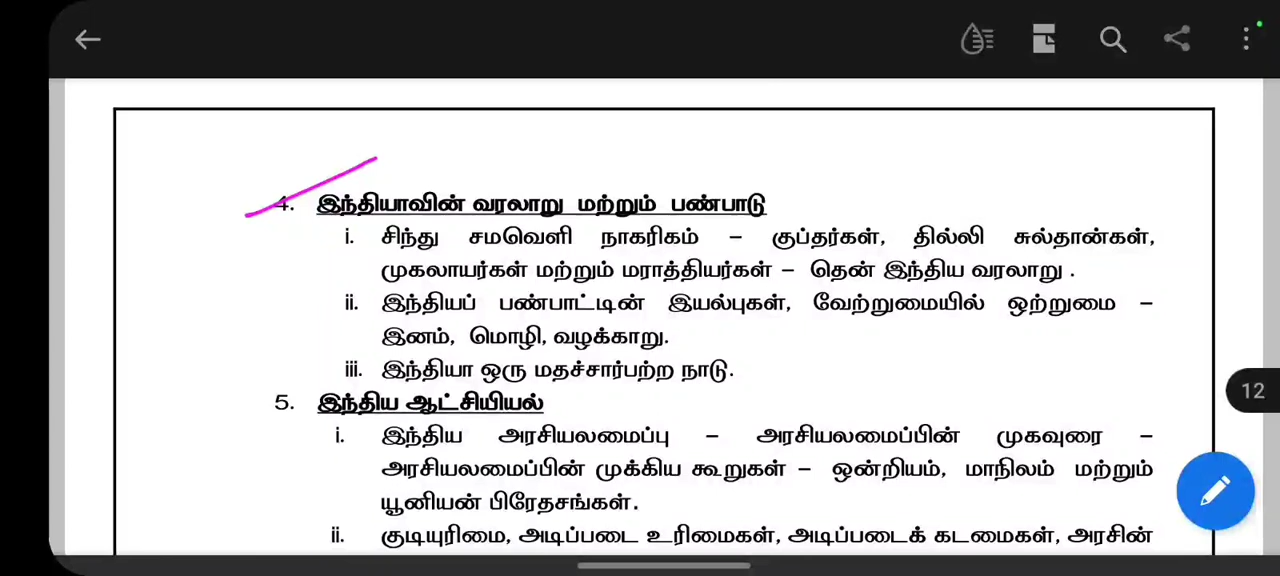 4. இந்தியாவின் வரலாறு மற்றும் பண்பாடு
i. சிந்து சமவெளி நாகரிகம் – குப்தர்கள், தில்லி சுல்தான்கள்,
முகலாயர்கள் மற்றும் மராத்தியர்கள் – தென் இந்திய வரலாறு .
ii. இந்தியப் பண்பாட்டின் இயல்புகள், வேற்றுமையில் ஒற்றுமை –
இனம், மொழி, வழக்காறு.
iii. இந்தியா ஒரு மதச்சார்பற்ற நாடு.
12
5. இந்திய ஆட்சியியல்
i. இந்திய அரசியலமைப்பு – அரசியலமைப்பின் முகவுரை –
அரசியலமைப்பின் முக்கிய கூறுகள் – ஒன்றியம், மாநிலம் மற்றும்
யூனியன் பிரேதசங்கள்.
ii. குடியுரிமை, அடிப்படை உரிமைகள், அடிப்படைக் கடமைகள், அரசின்